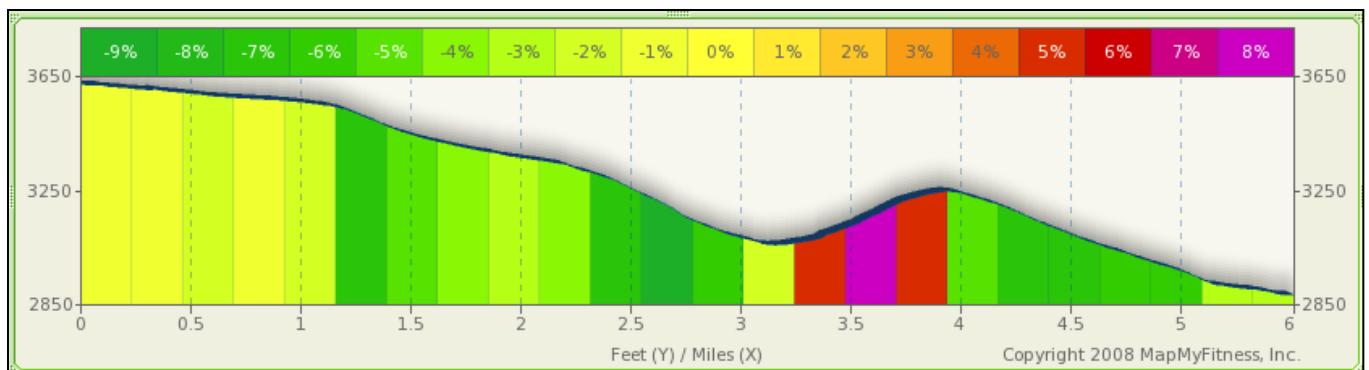 -9% -8% -7% -6% -5% -4% -3% -2% -1% 0% 1% 2% 3% 4% 5% 6% 7% 8%
3650 3650
3250 3250
2850 2850
0 0.5 1 1.5 2 2.5 3 3.5 4 4.5 5 6
Feet (Y) / Miles (X) Copyright 2008 MapMyFitness, Inc.